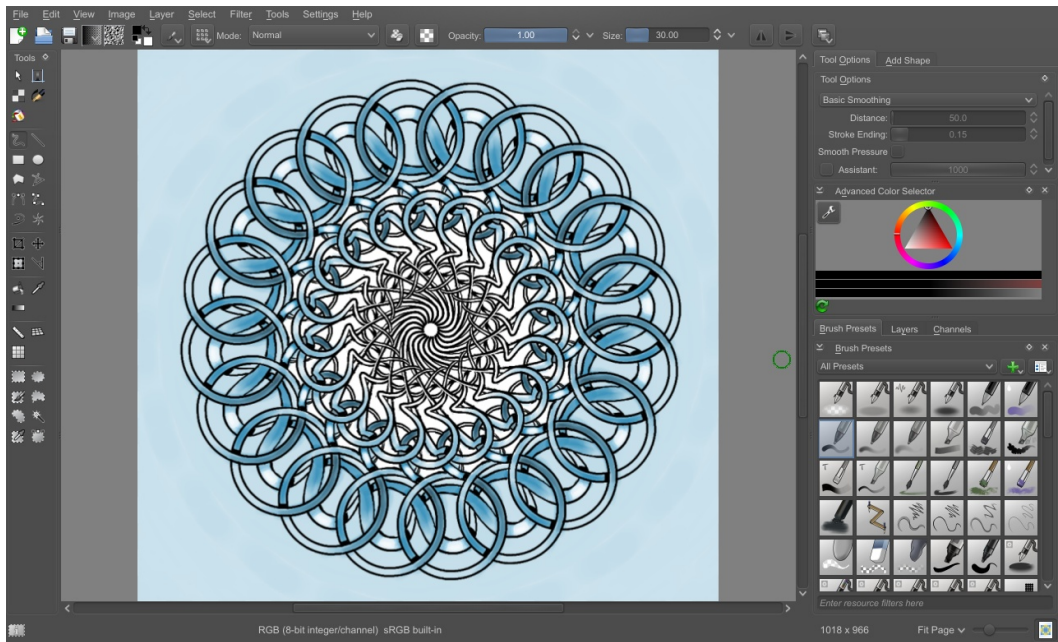 File Edit View Image Layer Select Filter Tools Settings Help
Mode: Normal Opacity: 1.00 Size: 30.00
Tools
Tool Options Add Shape
Tool Options
Basic Smoothing
Distance: 50.0
Stroke Ending: 0.15
Smooth Pressure
Assistant: 1000
Advanced Color Selector
Brush Presets Layers Channels
Brush Presets
All Presets
Enter resource filters here
RGB (8-bit integer/channel) sRGB built-in 1018 x 966 Fit Page